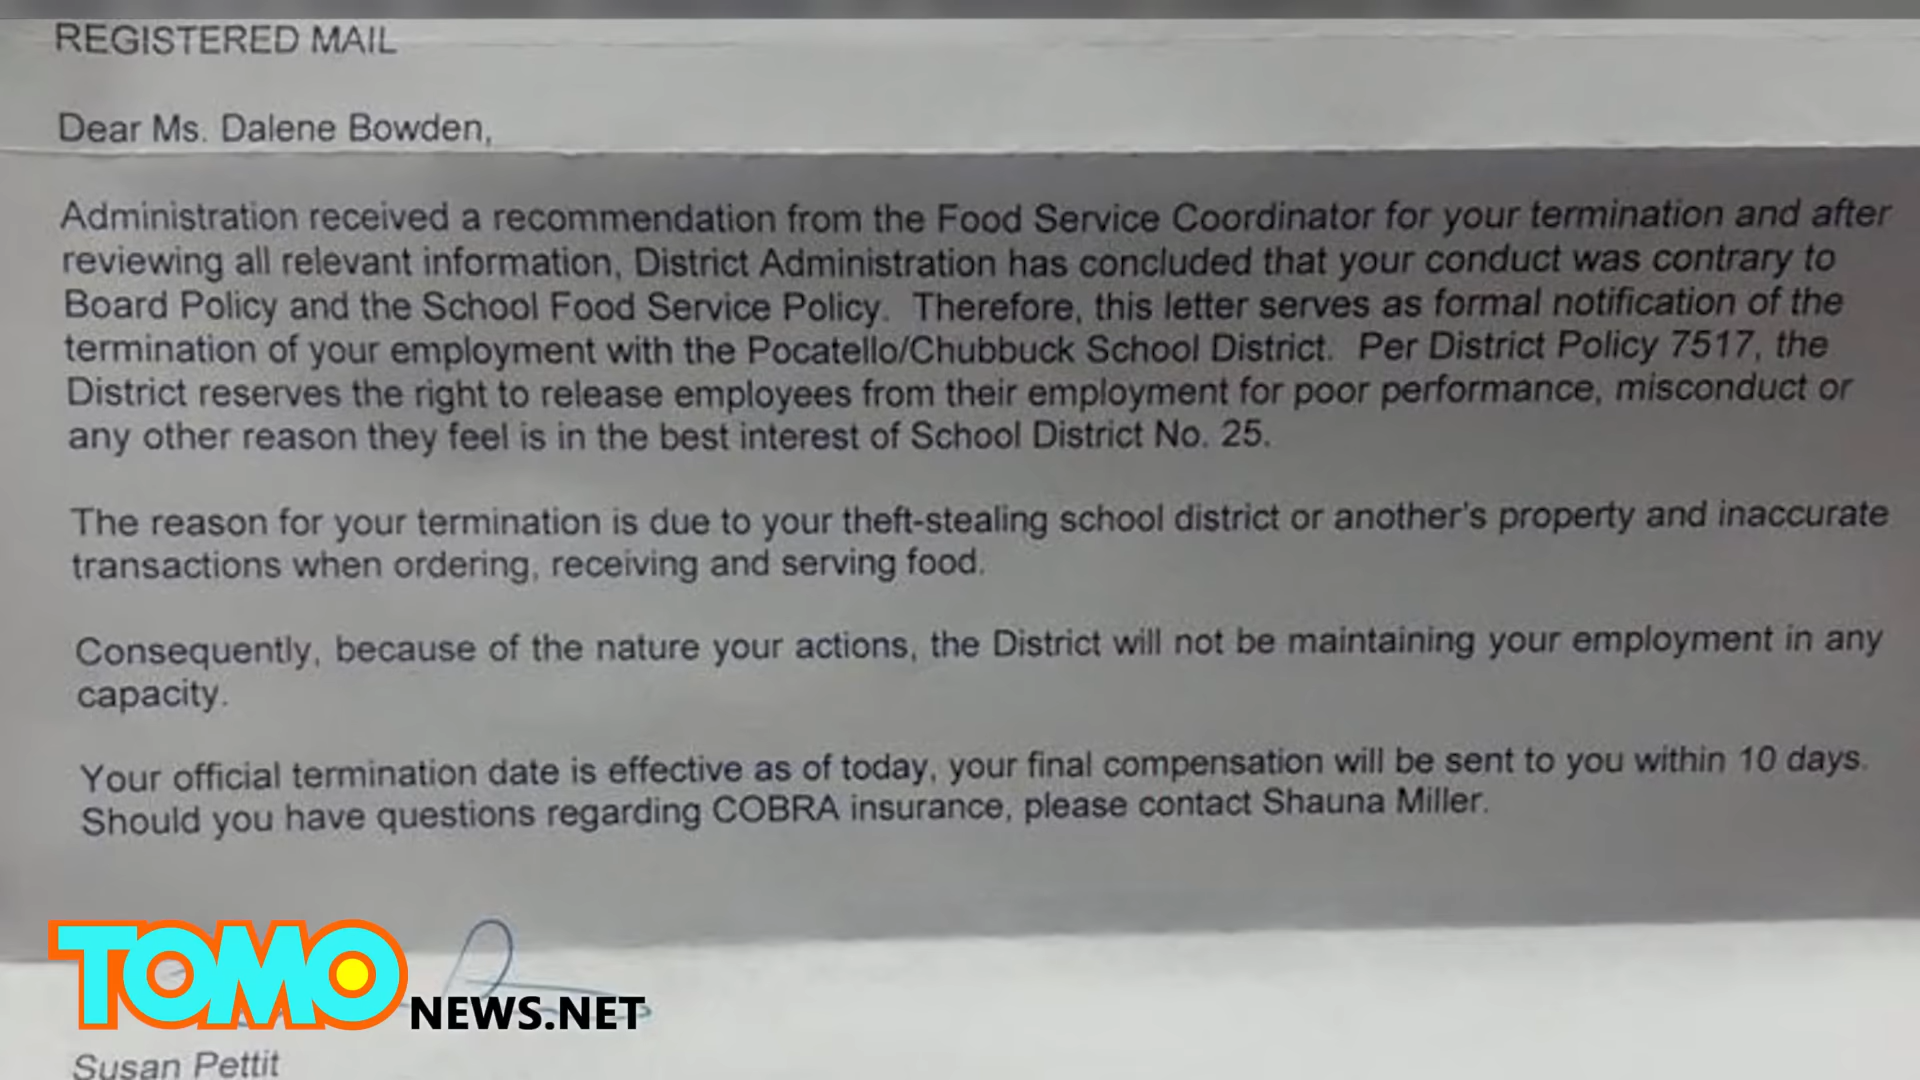 REGISTERED MAIL
Dear Ms. Dalene Bowden,
Administration received a recommendation from the Food Service Coordinator for your termination and after
reviewing all relevant information, District Administration has concluded that your conduct was contrary to
Board Policy and the School Food Service Policy. Therefore, this letter serves as formal notification of the
termination of your employment with the Pocatello/Chubbuck School District. Per District Policy 7517, the
District reserves the right to release employees from their employment for poor performance, misconduct or
any other reason they feel is in the best interest of School District No. 25.
The reason for your termination is due to your theft-stealing school district or another's property and inaccurate
transactions when ordering, receiving and serving food.
Consequently, because of the nature your actions, the District will not be maintaining your employment in any
capacity.
Your official termination date is effective as of today, your final compensation will be sent to you within 10 days.
Should you have questions regarding COBRA insurance, please contact Shauna Miller.
TOMO NEWS.NET
Susan Pettit